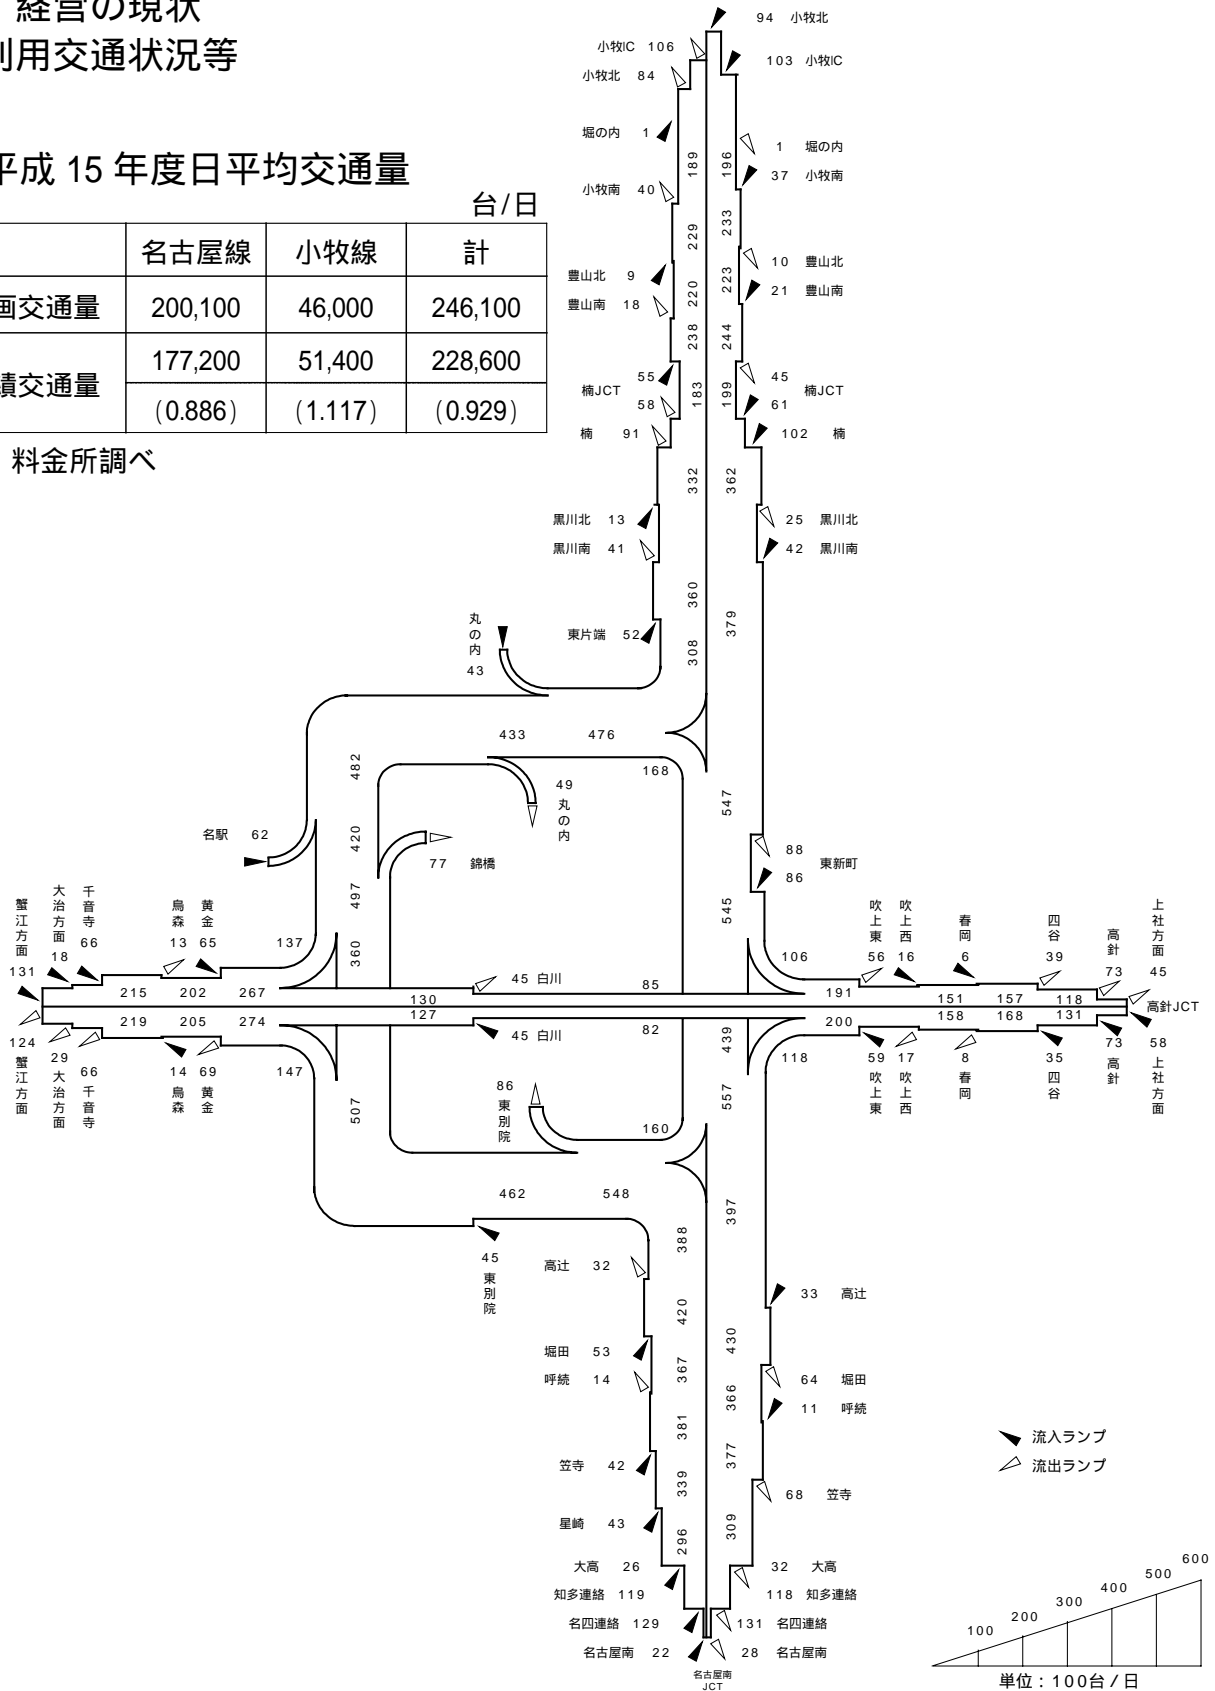 経営の現状
利用交通状況等
平成 15 年度日平均交通量
台/日
名古屋線 小牧線 計
画交通量 200,100 46,000 246,100
績交通量 177,200 51,400 228,600
（0.886） （1.117） （0.929）
料金所調べ
94 小牧北
小牧IC 106
103 小牧IC
小牧北 84
堀の内 1
1 堀の内
189
196
37 小牧南
小牧南 40
229
233
豊山北 9
10 豊山北
220
223
豊山南 18
21 豊山南
238
244
55
45
楠JCT
楠JCT
58
61
183
199
楠 91
102 楠
332
362
黒川北 13
25 黒川北
黒川南 41
42 黒川南
360
379
東片端 52
308
丸の内
43
433
476
168
482
49
丸の内
547
名駅 62
420
77 錦橋
88
東新町
86
497
545
蟹江方面
131
大治方面
18
千音寺
66
烏森
13
黄金
65
137
360
106
吹上東
56
吹上西
16
春岡
6
四谷
39
高針
73
上社方面
45
45 白川
85
215
202
267
130
191
151
157
118
高針JCT
219
205
274
127
200
158
168
131
45 白川
82
439
124
蟹江方面
29
大治方面
66
千音寺
14
烏森
69
黄金
147
507
118
59
吹上東
17
吹上西
8
春岡
35
四谷
73
高針
58
上社方面
86
東別院
160
557
462
548
397
388
45
東別院
高辻 32
33 高辻
420
430
堀田 53
64 堀田
367
366
呼続 14
11 呼続
381
377
笠寺 42
68 笠寺
339
309
星崎 43
296
大高 26
32 大高
知多連絡 119
118 知多連絡
名四連絡 129
131 名四連絡
名古屋南 22
28 名古屋南
名古屋南
JCT
流入ランプ
流出ランプ
100
200
300
400
500
600
単位：100台/日